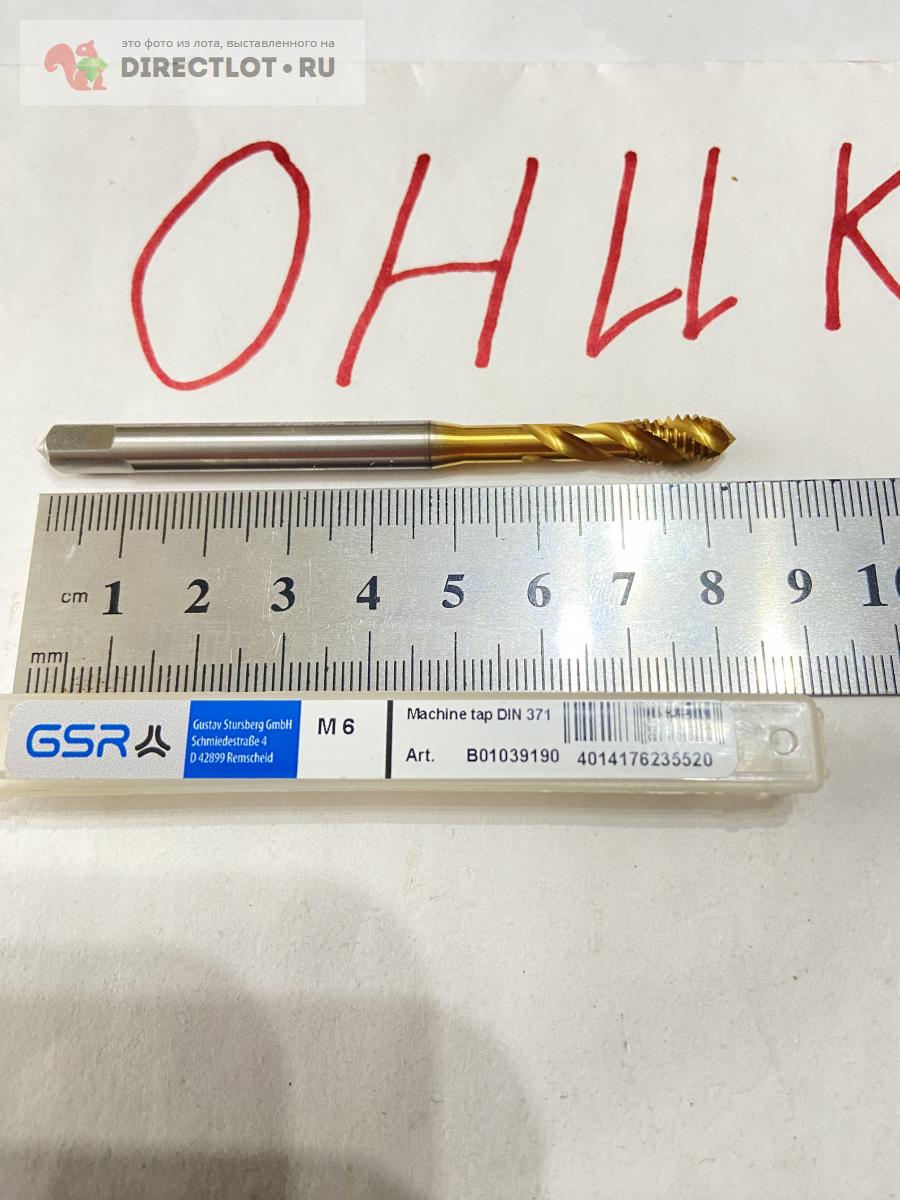 это фото из лота, выставленного на
DIRECTLOT.RU
ОНИК
cm 1 2 3 4 5 6 7 8 9 10
mm
GSR
Gustav Stursberg GmbH
Schmiedestraße 4
D 42899 Remscheid
M 6
Machine tap DIN 371
Art. B01039190 4014176235520